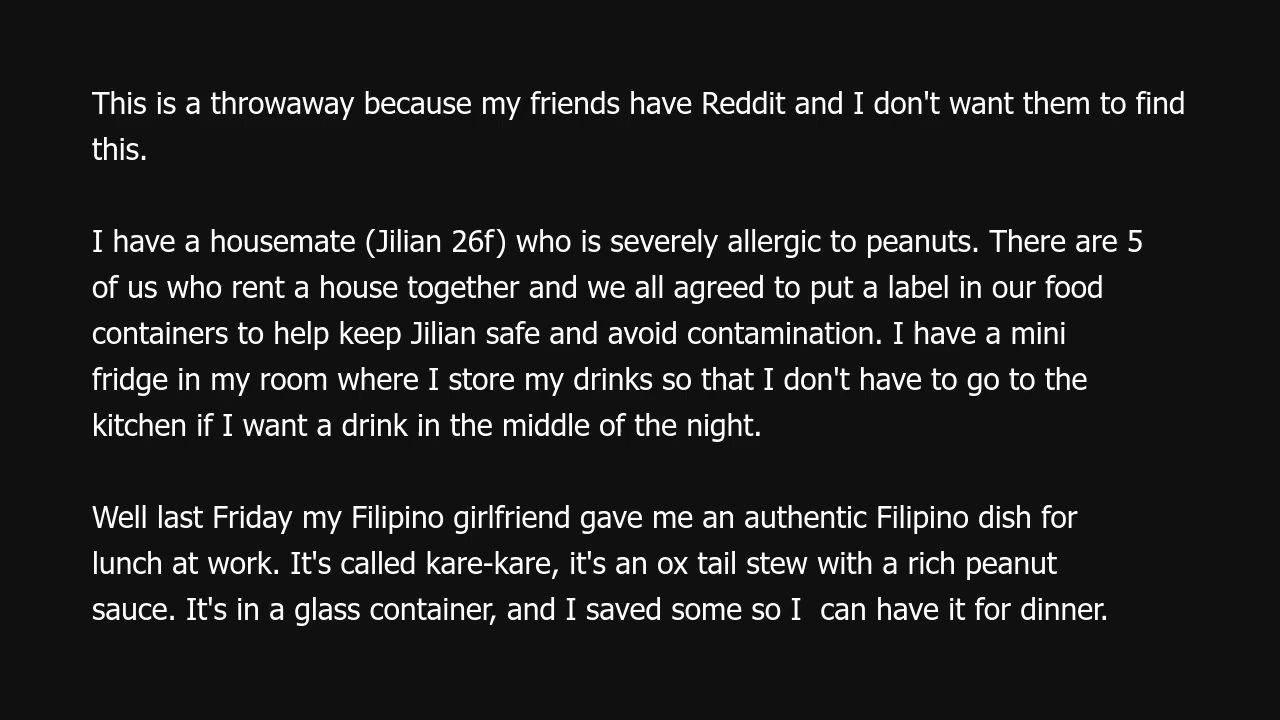 This is a throwaway because my friends have Reddit and I don't want them to find
this.
I have a housemate (Jilian 26f) who is severely allergic to peanuts. There are 5
of us who rent a house together and we all agreed to put a label in our food
containers to help keep Jilian safe and avoid contamination. I have a mini
fridge in my room where I store my drinks so that I don't have to go to the
kitchen if I want a drink in the middle of the night.
Well last Friday my Filipino girlfriend gave me an authentic Filipino dish for
lunch at work. It's called kare-kare, it's an ox tail stew with a rich peanut
sauce. It's in a glass container, and I saved some so I  can have it for dinner.